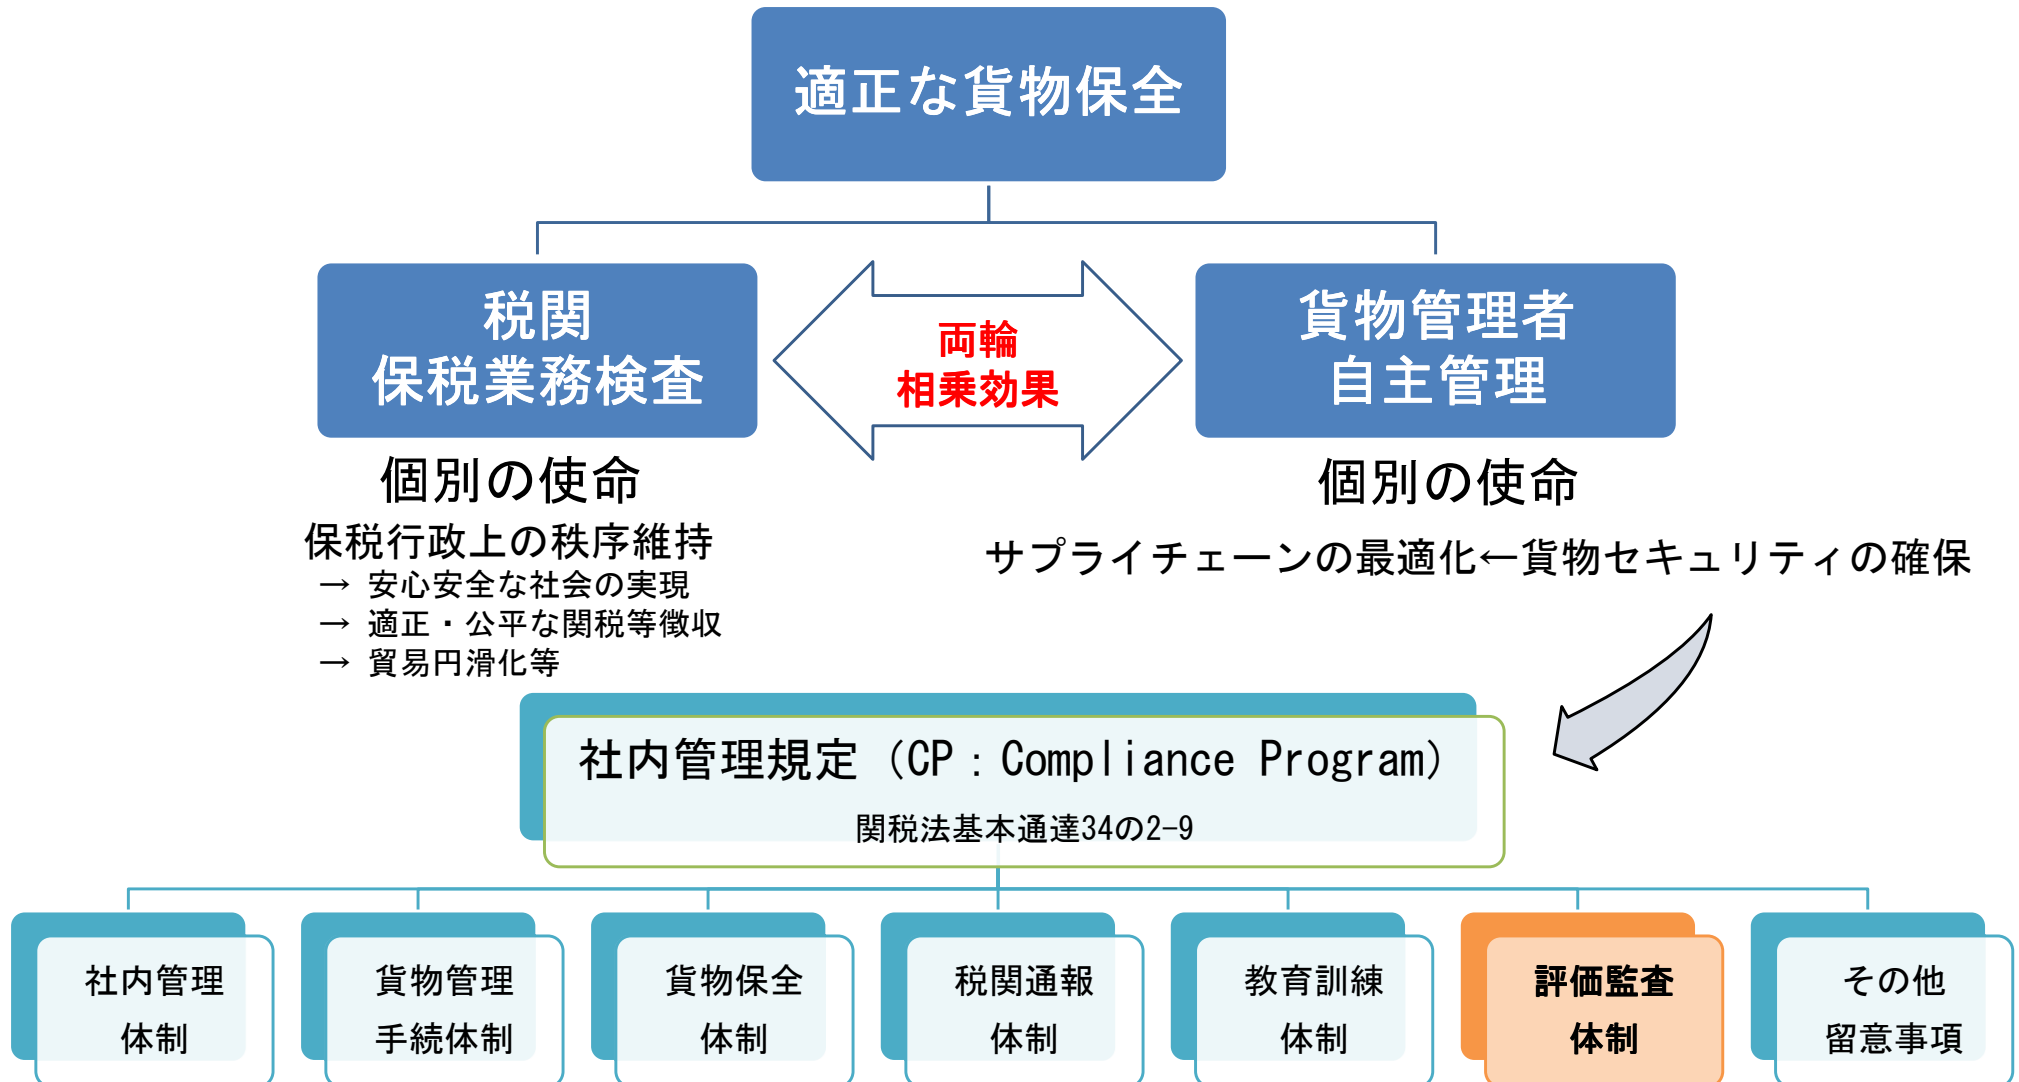 適正な貨物保全
税関
保税業務検査
両輪
相乗効果
貨物管理者
自主管理
個別の使命
保税行政上の秩序維持
→ 安心安全な社会の実現
→ 適正・公平な関税等徴収
→ 貿易円滑化等
個別の使命
サプライチェーンの最適化←貨物セキュリティの確保
社内管理規定（CP：Compliance Program）
関税法基本通達34の2-9
社内管理
体制
貨物管理
手続体制
貨物保全
体制
税関通報
体制
教育訓練
体制
評価監査
体制
その他
留意事項